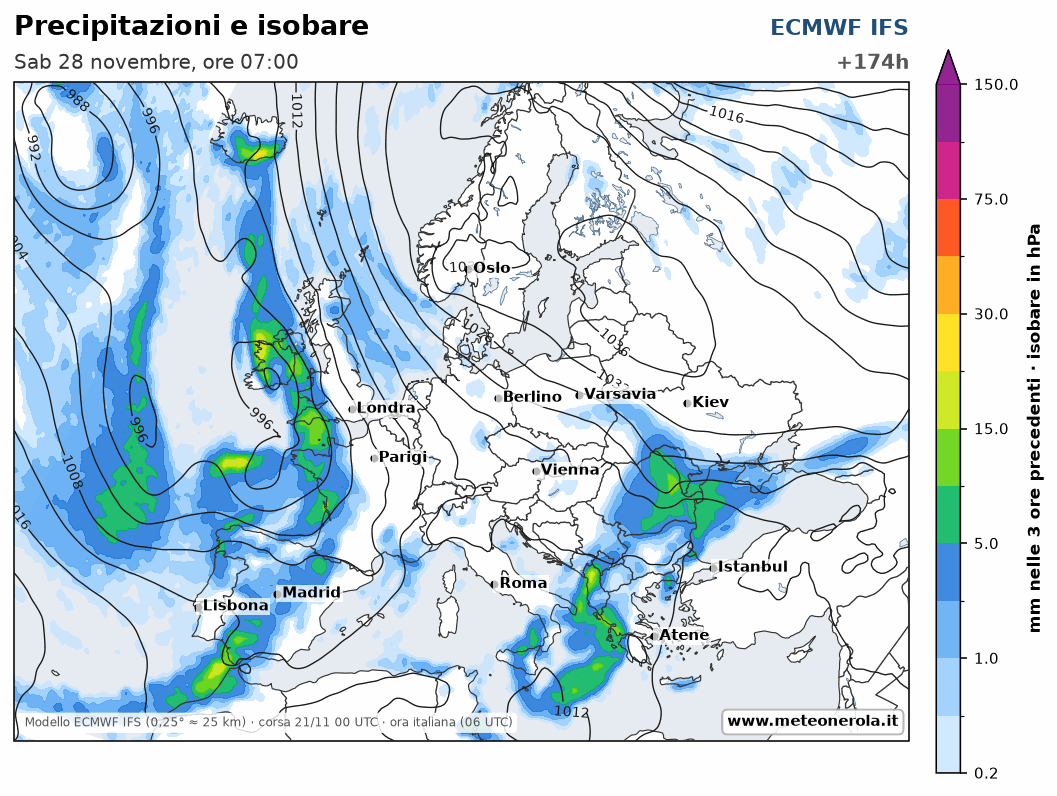 Precipitazioni e isobare
ECMWF IFS
Sab 28 novembre, ore 07:00
+174h
988
996
1012
1016
992
Oslo
1028
1036
996
996
1008
Londra
Berlino
Varsavia
Kiev
Parigi
Vienna
Istanbul
Roma
Madrid
Lisbona
Atene
1012
Modello ECMWF IFS (0,25° ≈ 25 km) · corsa 21/11 00 UTC · ora italiana (06 UTC)
www.meteonerola.it
150.0
75.0
30.0
15.0
5.0
1.0
0.2
mm nelle 3 ore precedenti · isobare in hPa